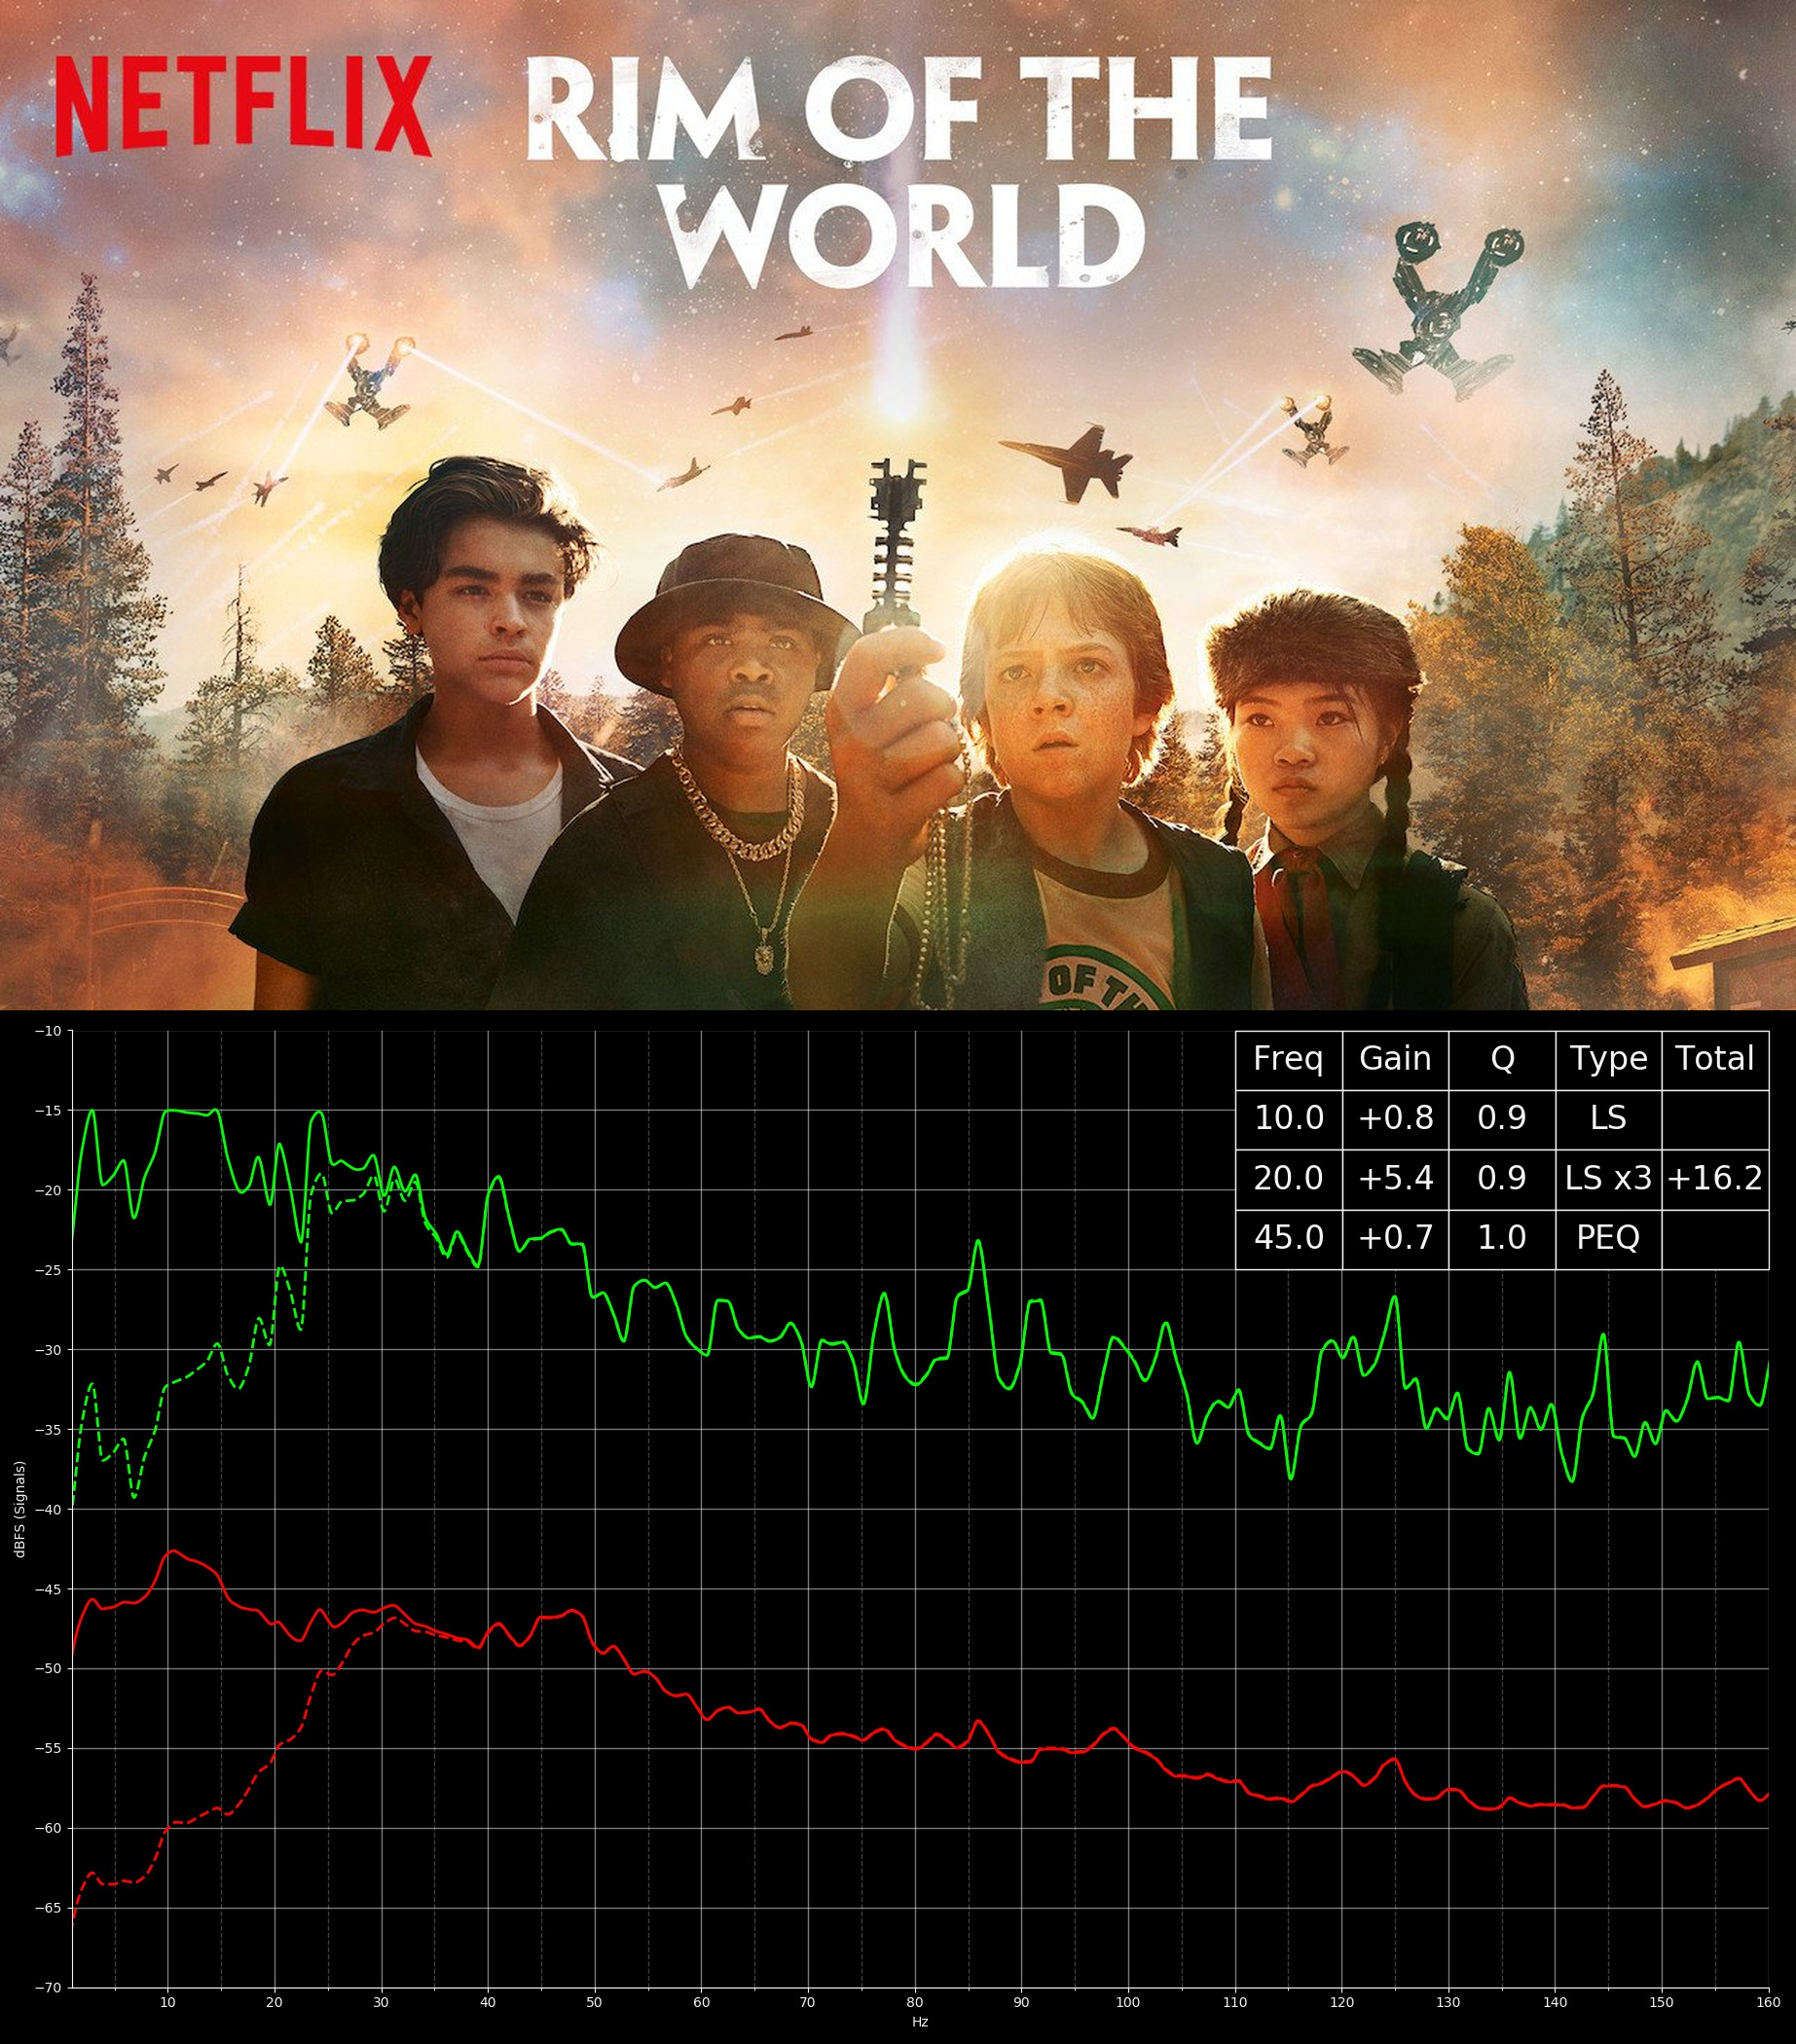 NETFLIX
RIM OF THE
WORLD
OF TH
Freq Gain Q Type Total
10.0 +0.8 0.9 LS
20.0 +5.4 0.9 LS x3 +16.2
45.0 +0.7 1.0 PEQ
−10
−15
−20
−25
−30
−35
−40
−45
−50
−55
−60
−65
−70
dBFS (Signals)
10 20 30 40 50 60 70 80 90 100 110 120 130 140 150 160
Hz